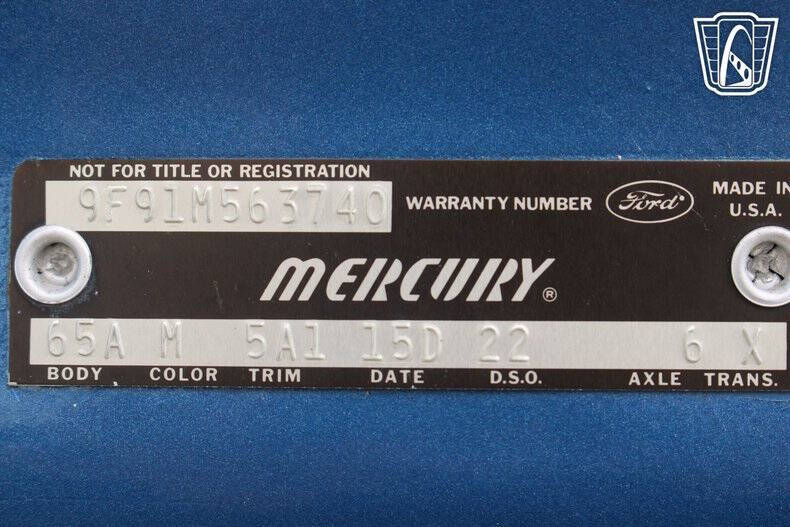 NOT FOR TITLE OR REGISTRATION
9F91M563740 WARRANTY NUMBER Ford MADE IN U.S.A.
MERCURY ®
65A M 5A1 15D 22 6 X
BODY COLOR TRIM DATE D.S.O. AXLE TRANS.